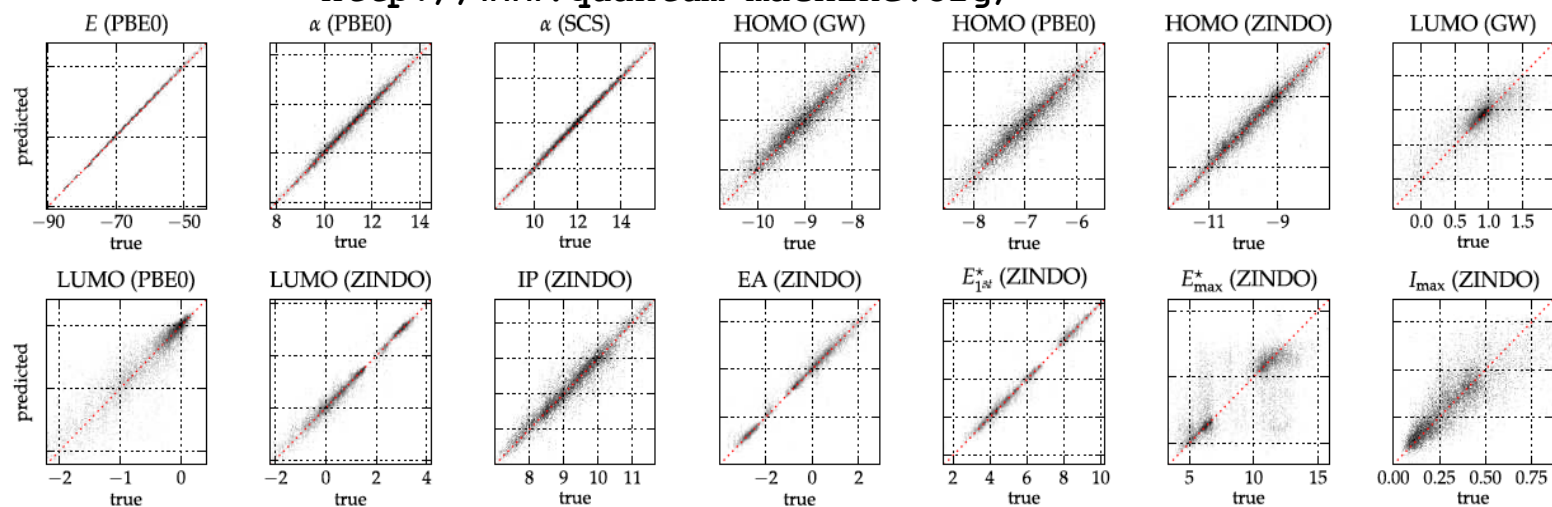 http://www.quantum-machine.org/
E (PBE0) α (PBE0) α (SCS) HOMO (GW) HOMO (PBE0) HOMO (ZINDO) LUMO (GW)
predicted
−90 −70 −50 8 10 12 14 10 12 14 −10 −9 −8 −8 −7 −6 −11 −9 0.0 0.5 1.0 1.5
true true true true true true true
LUMO (PBE0) LUMO (ZINDO) IP (ZINDO) EA (ZINDO) E*1st (ZINDO) E*max (ZINDO) Imax (ZINDO)
predicted
−2 −1 0 −2 0 2 4 8 9 10 11 −2 0 2 2 4 6 8 10 5 10 15 0.00 0.25 0.50 0.75
true true true true true true true